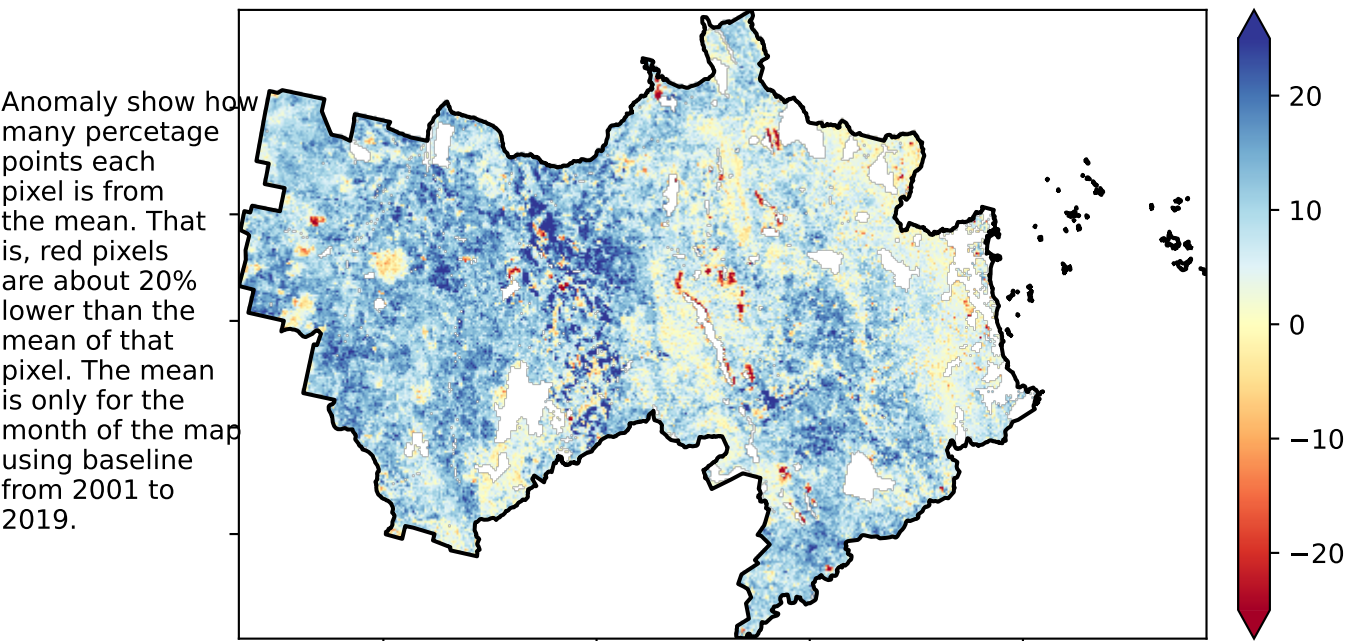 Anomaly show how
many percetage
points each
pixel is from
the mean. That
is, red pixels
are about 20%
lower than the
mean of that
pixel. The mean
is only for the
month of the map
using baseline
from 2001 to
2019.
20
10
0
−10
−20